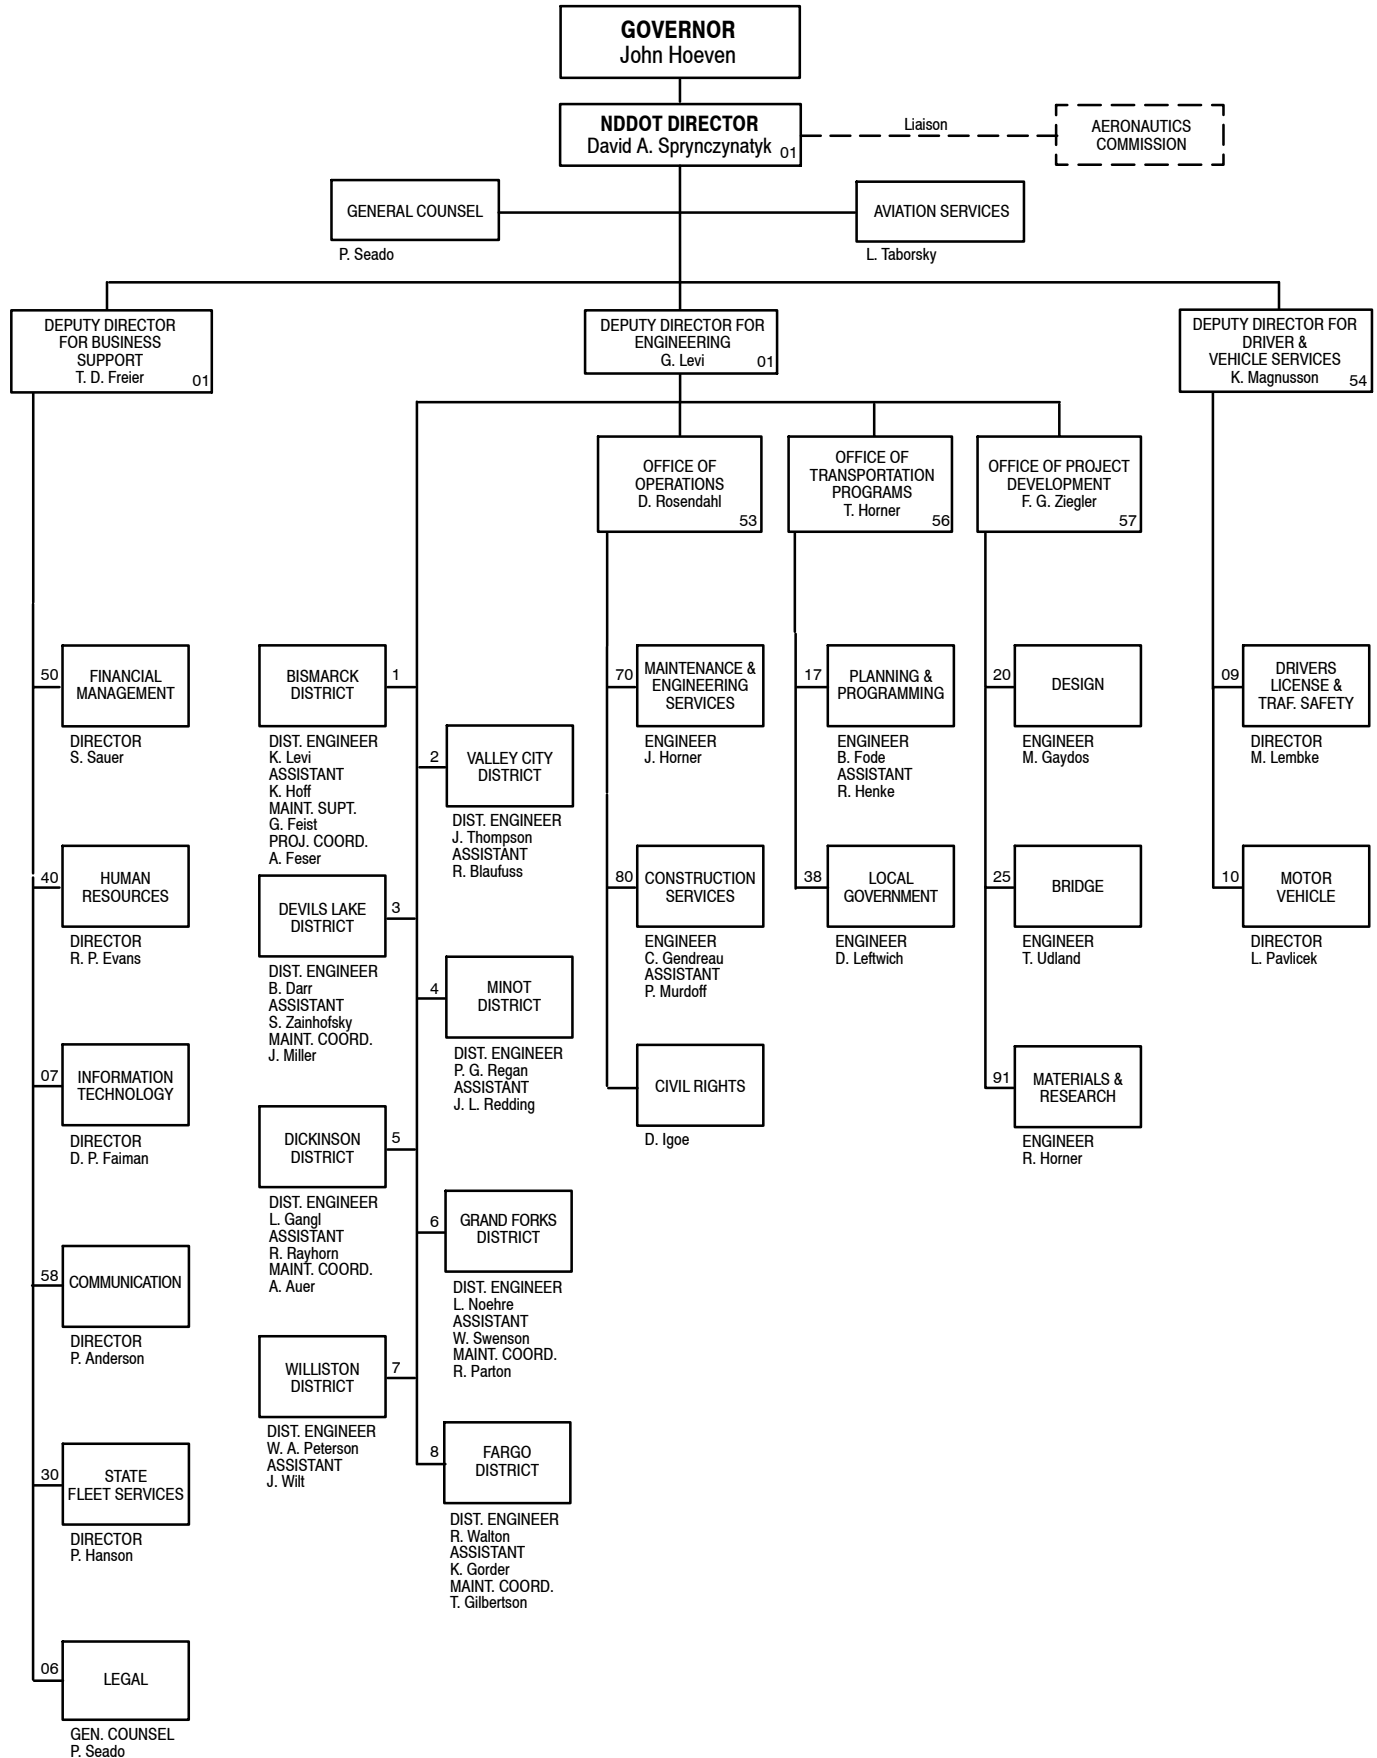 GOVERNOR
John Hoeven
NDDOT DIRECTOR
David A. Sprynczynatyk 01
Liaison
AERONAUTICS
COMMISSION
GENERAL COUNSEL
P. Seado
AVIATION SERVICES
L. Taborsky
DEPUTY DIRECTOR
FOR BUSINESS
SUPPORT
T. D. Freier 01
DEPUTY DIRECTOR FOR
ENGINEERING
G. Levi 01
DEPUTY DIRECTOR FOR
DRIVER &
VEHICLE SERVICES
K. Magnusson 54
OFFICE OF
OPERATIONS
D. Rosendahl
53
OFFICE OF
TRANSPORTATION
PROGRAMS
T. Horner
56
OFFICE OF PROJECT
DEVELOPMENT
F. G. Ziegler
57
50
FINANCIAL
MANAGEMENT
DIRECTOR
S. Sauer
40
HUMAN
RESOURCES
DIRECTOR
R. P. Evans
07
INFORMATION
TECHNOLOGY
DIRECTOR
D. P. Faiman
58
COMMUNICATION
DIRECTOR
P. Anderson
30
STATE
FLEET SERVICES
DIRECTOR
P. Hanson
06
LEGAL
GEN. COUNSEL
P. Seado
BISMARCK
DISTRICT
1
DIST. ENGINEER
K. Levi
ASSISTANT
K. Hoff
MAINT. SUPT.
G. Feist
PROJ. COORD.
A. Feser
2
VALLEY CITY
DISTRICT
DIST. ENGINEER
J. Thompson
ASSISTANT
R. Blaufuss
DEVILS LAKE
DISTRICT
3
DIST. ENGINEER
B. Darr
ASSISTANT
S. Zainhofsky
MAINT. COORD.
J. Miller
4
MINOT
DISTRICT
DIST. ENGINEER
P. G. Regan
ASSISTANT
J. L. Redding
DICKINSON
DISTRICT
5
DIST. ENGINEER
L. Gangl
ASSISTANT
R. Rayhorn
MAINT. COORD.
A. Auer
6
GRAND FORKS
DISTRICT
DIST. ENGINEER
L. Noehre
ASSISTANT
W. Swenson
MAINT. COORD.
R. Parton
WILLISTON
DISTRICT
7
DIST. ENGINEER
W. A. Peterson
ASSISTANT
J. Wilt
8
FARGO
DISTRICT
DIST. ENGINEER
R. Walton
ASSISTANT
K. Gorder
MAINT. COORD.
T. Gilbertson
70
MAINTENANCE &
ENGINEERING
SERVICES
ENGINEER
J. Horner
80
CONSTRUCTION
SERVICES
ENGINEER
C. Gendreau
ASSISTANT
P. Murdoff
CIVIL RIGHTS
D. Igoe
17
PLANNING &
PROGRAMMING
ENGINEER
B. Fode
ASSISTANT
R. Henke
38
LOCAL
GOVERNMENT
ENGINEER
D. Leftwich
20
DESIGN
ENGINEER
M. Gaydos
25
BRIDGE
ENGINEER
T. Udland
91
MATERIALS &
RESEARCH
ENGINEER
R. Horner
09
DRIVERS
LICENSE &
TRAF. SAFETY
DIRECTOR
M. Lembke
10
MOTOR
VEHICLE
DIRECTOR
L. Pavlicek